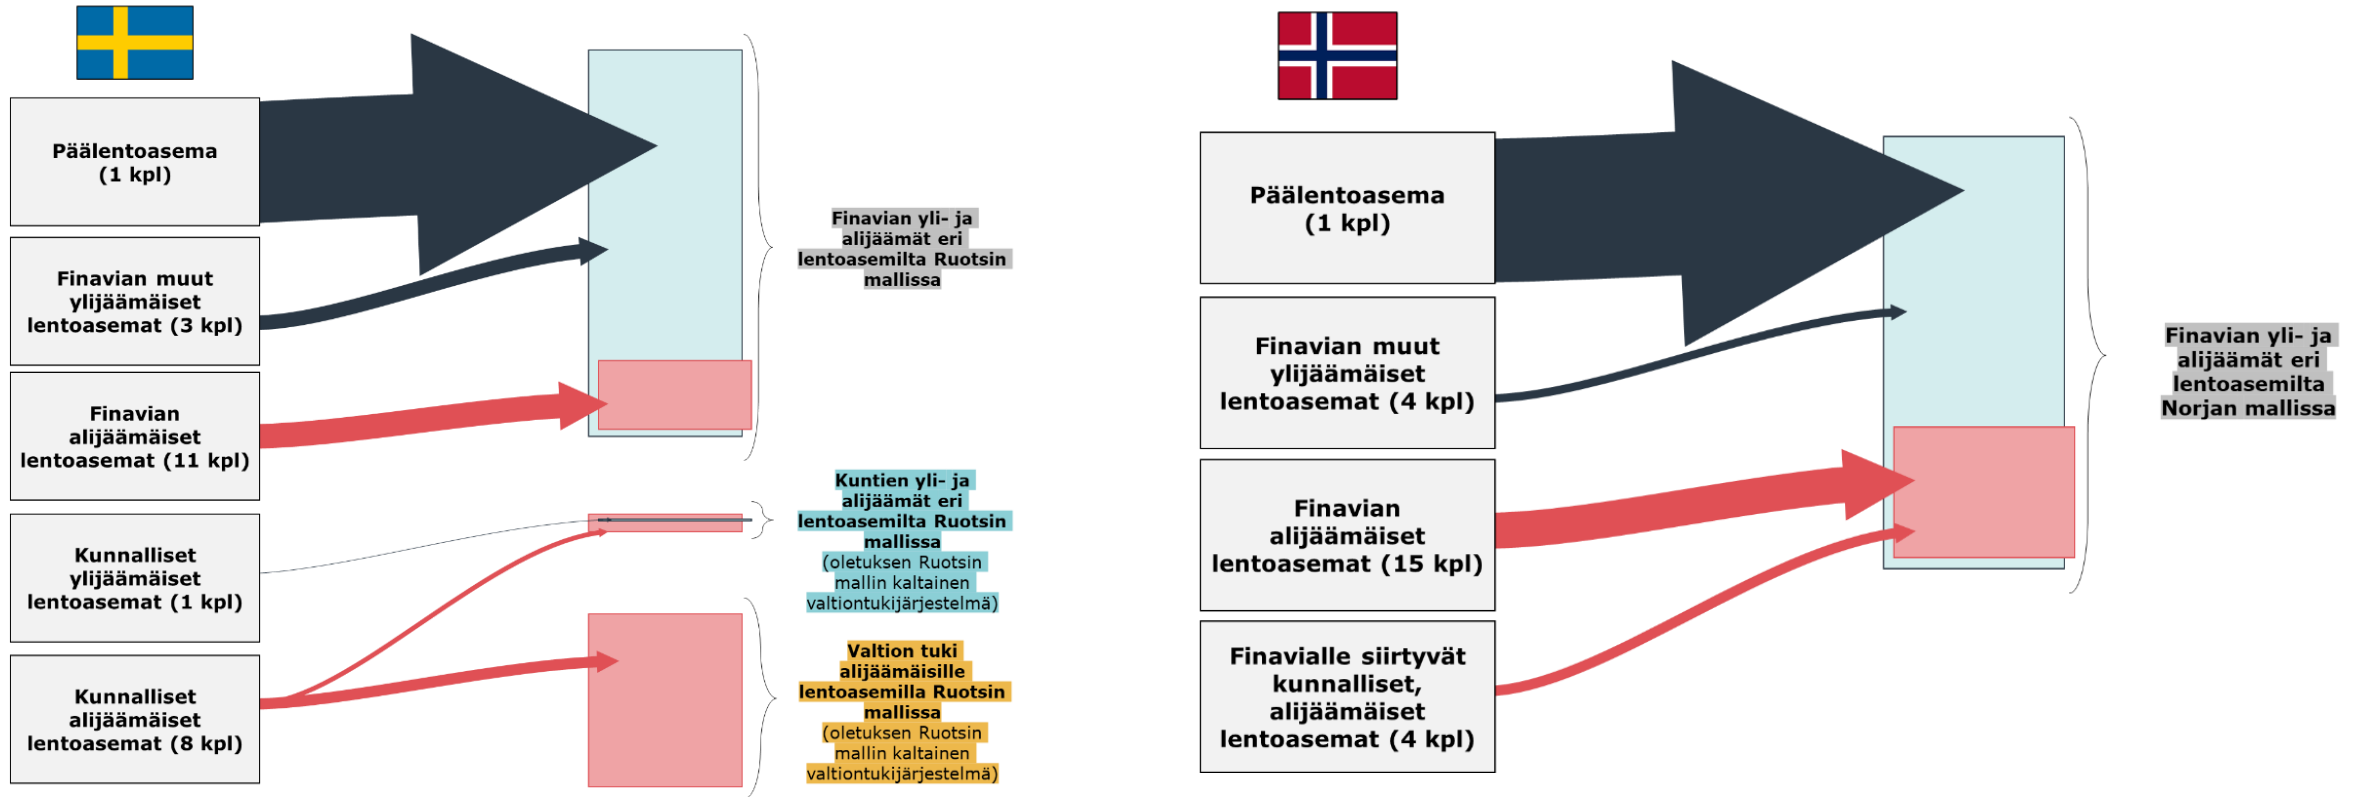 Päälentoasema
(1 kpl)
Finavian muut
ylijäämäiset
lentoasemat (3 kpl)
Finavian
alijäämäiset
lentoasemat (11 kpl)
Kunnalliset
ylijäämäiset
lentoasemat (1 kpl)
Kunnalliset
alijäämäiset
lentoasemat (8 kpl)
Finavian yli- ja
alijäämät eri
lentoasemilta Ruotsin
mallissa
Kuntien yli- ja
alijäämät eri
lentoasemilta Ruotsin
mallissa
(oletuksen Ruotsin
mallin kaltainen
valtiontukijärjestelmä)
Valtion tuki
alijäämäisille
lentoasemilla Ruotsin
mallissa
(oletuksen Ruotsin
mallin kaltainen
valtiontukijärjestelmä)
Päälentoasema
(1 kpl)
Finavian muut
ylijäämäiset
lentoasemat (4 kpl)
Finavian
alijäämäiset
lentoasemat (15 kpl)
Finavialle siirtyvät
kunnalliset,
alijäämäiset
lentoasemat (4 kpl)
Finavian yli- ja
alijäämät eri
lentoasemilta
Norjan mallissa